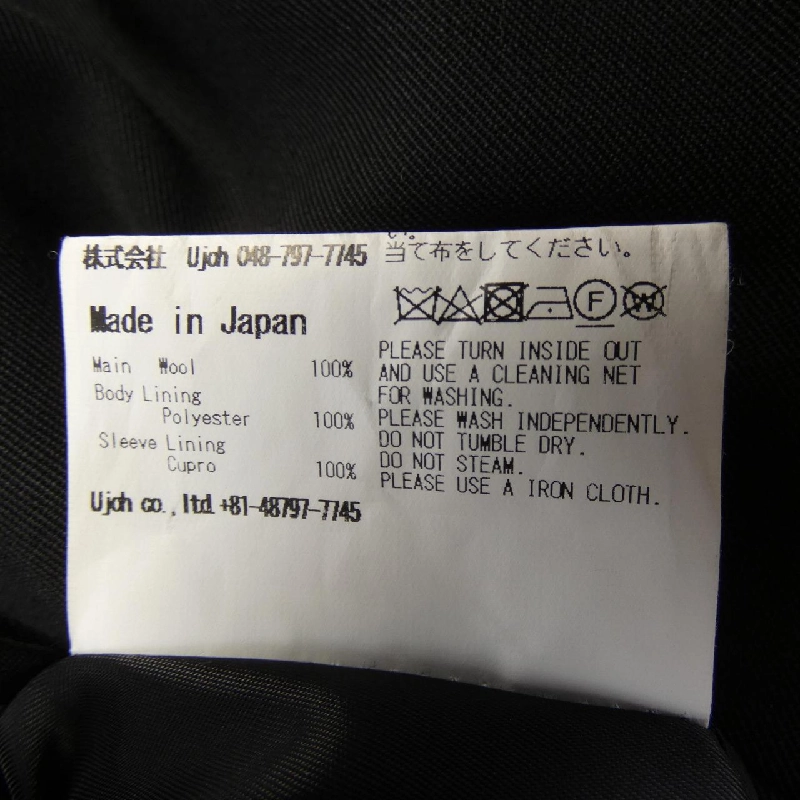 株式会社 Ujoh 048-797-7745
Made in Japan
Main Wool 100%
Body Lining
Polyester 100%
Sleeve Lining
Cupro 100%
Ujoh co., ltd. +81-48797-7745
い。
当て布をしてください。
F
W
PLEASE TURN INSIDE OUT
AND USE A CLEANING NET
FOR WASHING.
PLEASE WASH INDEPENDENTLY.
DO NOT TUMBLE DRY.
DO NOT STEAM.
PLEASE USE A IRON CLOTH.